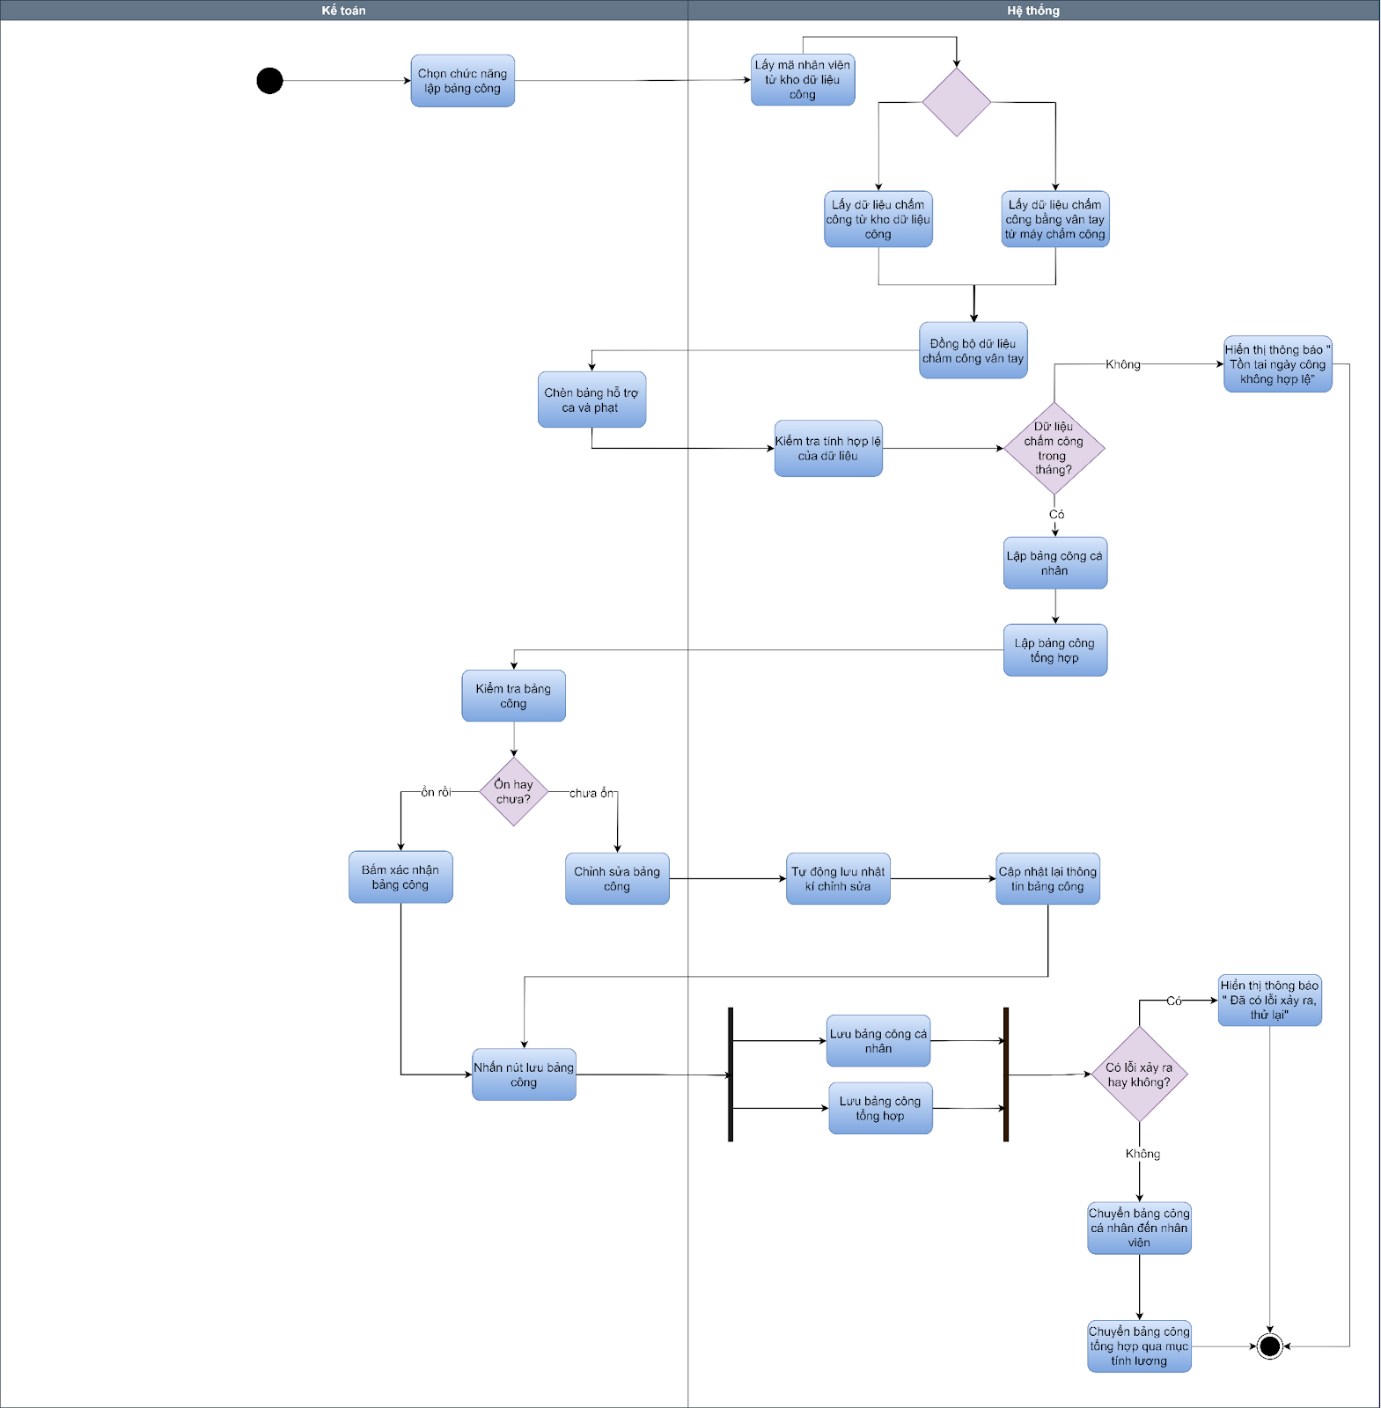 Kế toán
Hệ thống
Chọn chức năng
lập bảng công
Lấy mã nhân viên
từ kho dữ liệu
công
Lấy dữ liệu chấm
công từ kho dữ liệu
công
Lấy dữ liệu chấm
công bằng vân tay
từ máy chấm công
Đồng bộ dữ liệu
chấm công vân tay
Chèn bảng hỗ trợ
ca và phạt
Kiểm tra tính hợp lệ
của dữ liệu
Dữ liệu
chấm công
trong
tháng?
Không
Hiển thị thông báo "
Tồn tại ngày công
không hợp lệ"
Có
Lập bảng công cá
nhân
Lập bảng công
tổng hợp
Kiểm tra bảng
công
Ổn hay
chưa?
ổn rồi
chưa ổn
Bấm xác nhận
bảng công
Chỉnh sửa bảng
công
Tự động lưu nhật
kí chỉnh sửa
Cập nhật lại thông
tin bảng công
Nhấn nút lưu bảng
công
Lưu bảng công cá
nhân
Lưu bảng công
tổng hợp
Có lỗi xảy ra
hay không?
Có
Hiển thị thông báo
" Đã có lỗi xảy ra,
thử lại"
Không
Chuyển bảng công
cá nhân đến nhân
viên
Chuyển bảng công
tổng hợp qua mục
tính lương